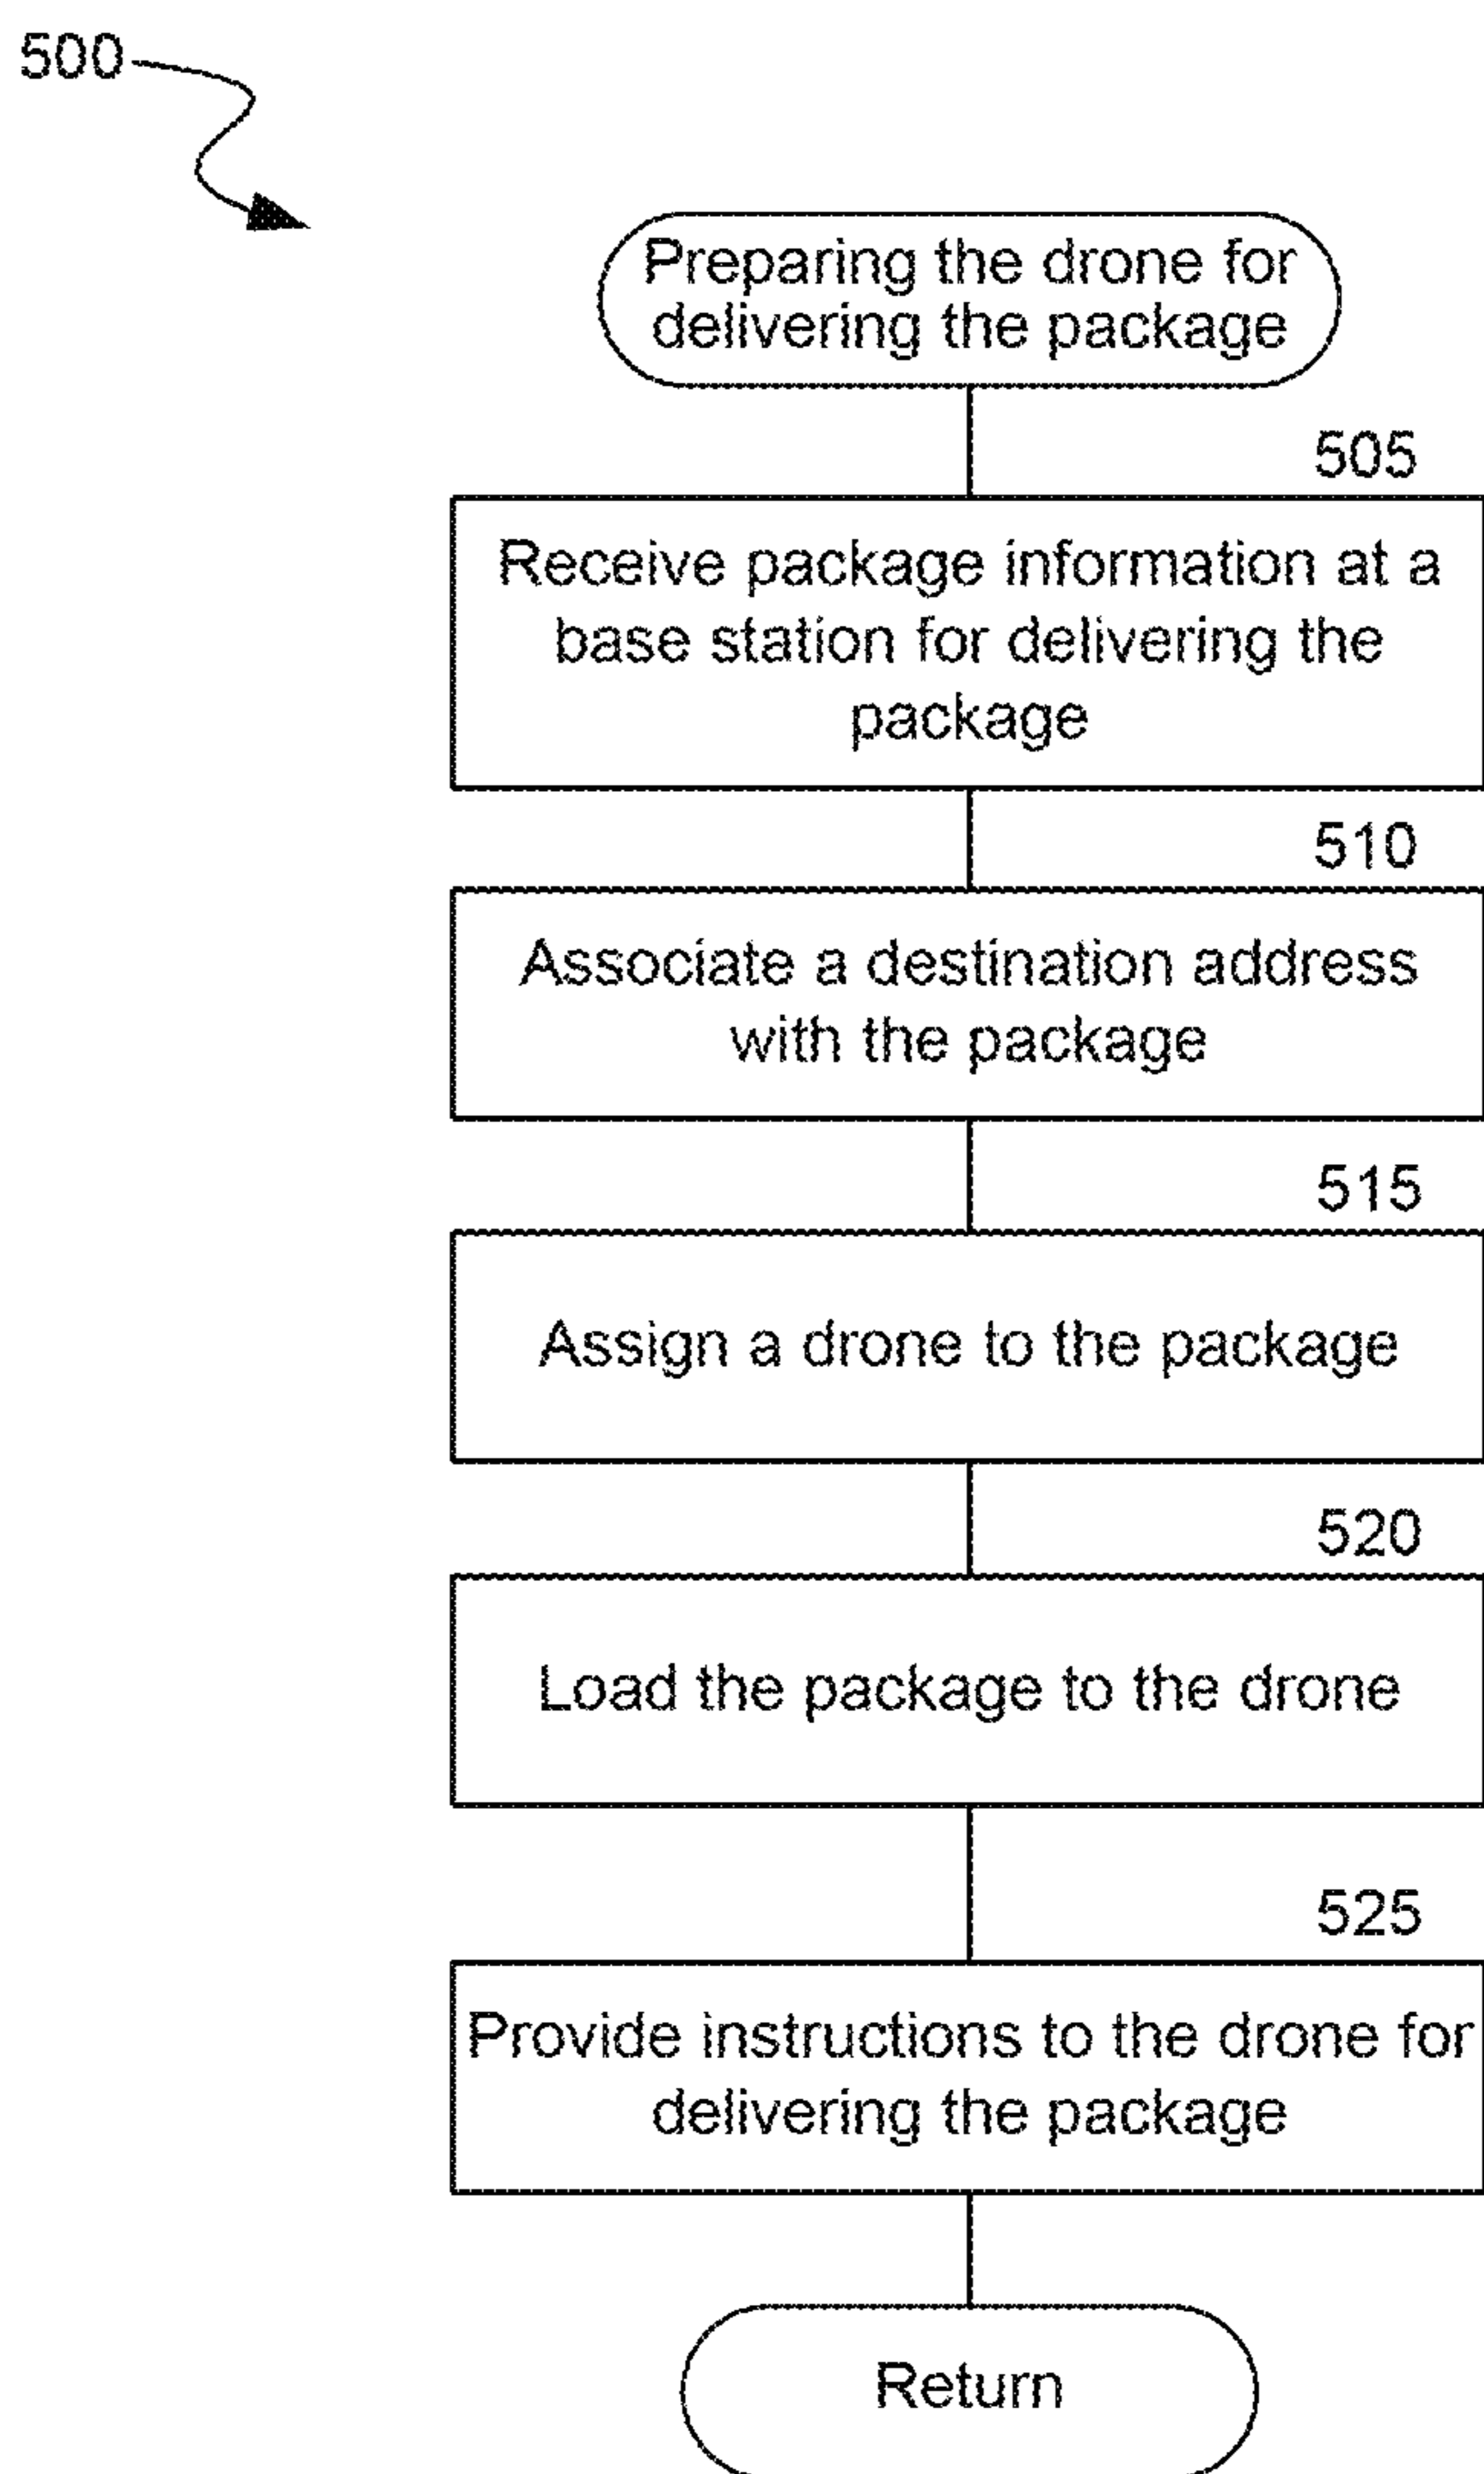 500
Preparing the drone for
delivering the package
505
Receive package information at a
base station for delivering the
package
510
Associate a destination address
with the package
515
Assign a drone to the package
520
Load the package to the drone
525
Provide instructions to the drone for
delivering the package
Return